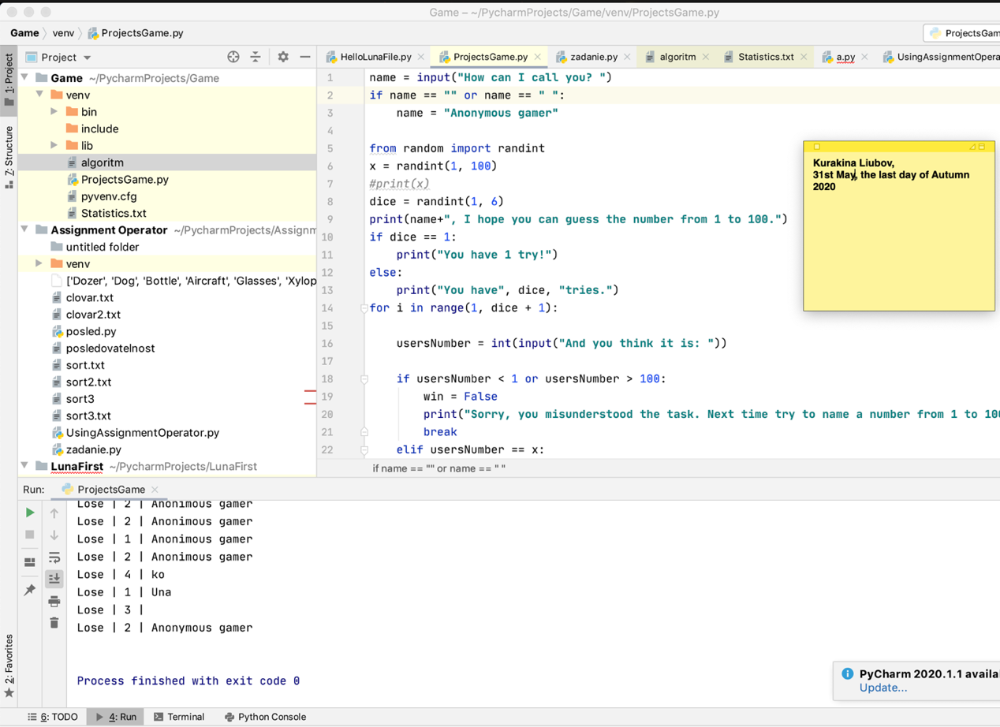 Game – ~/PycharmProjects/Game/venv/ProjectsGame.py
Game venv ProjectsGame.py
ProjectsGam
1: Project
Z: Structure
2: Favorites
Project
Game ~/PycharmProjects/Game
venv
bin
include
lib
algoritm
ProjectsGame.py
pyvenv.cfg
Statistics.txt
Assignment Operator ~/PycharmProjects/Assignm
untitled folder
venv
['Dozer', 'Dog', 'Bottle', 'Aircraft', 'Glasses', 'Xylop
clovar.txt
clovar2.txt
posled.py
posledovatelnost
sort.txt
sort2.txt
sort3
sort3.txt
UsingAssignmentOperator.py
zadanie.py
LunaFirst ~/PycharmProjects/LunaFirst
HelloLunaFile.py ProjectsGame.py zadanie.py algoritm Statistics.txt a.py UsingAssignmentOpera
1 name = input("How can I call you? ")
2 if name == "" or name == " ":
3 name = "Anonymous gamer"
4
5 from random import randint
6 x = randint(1, 100)
7 #print(x)
8 dice = randint(1, 6)
9 print(name+", I hope you can guess the number from 1 to 100.")
10 if dice == 1:
11 print("You have 1 try!")
12 else:
13 print("You have", dice, "tries.")
14 for i in range(1, dice + 1):
15
16 usersNumber = int(input("And you think it is: "))
17
18 if usersNumber < 1 or usersNumber > 100:
19 win = False
20 print("Sorry, you misunderstood the task. Next time try to name a number from 1 to 100
21 break
22 elif usersNumber == x:
if name == "" or name == " "
Kurakina Liubov,
31st May, the last day of Autumn
2020
Run: ProjectsGame
Lose | 2 | Anonimous gamer
Lose | 2 | Anonimous gamer
Lose | 1 | Anonimous gamer
Lose | 2 | Anonimous gamer
Lose | 4 | ko
Lose | 1 | Una
Lose | 3 |
Lose | 2 | Anonymous gamer
Process finished with exit code 0
PyCharm 2020.1.1 availa
Update...
6: TODO 4: Run Terminal Python Console